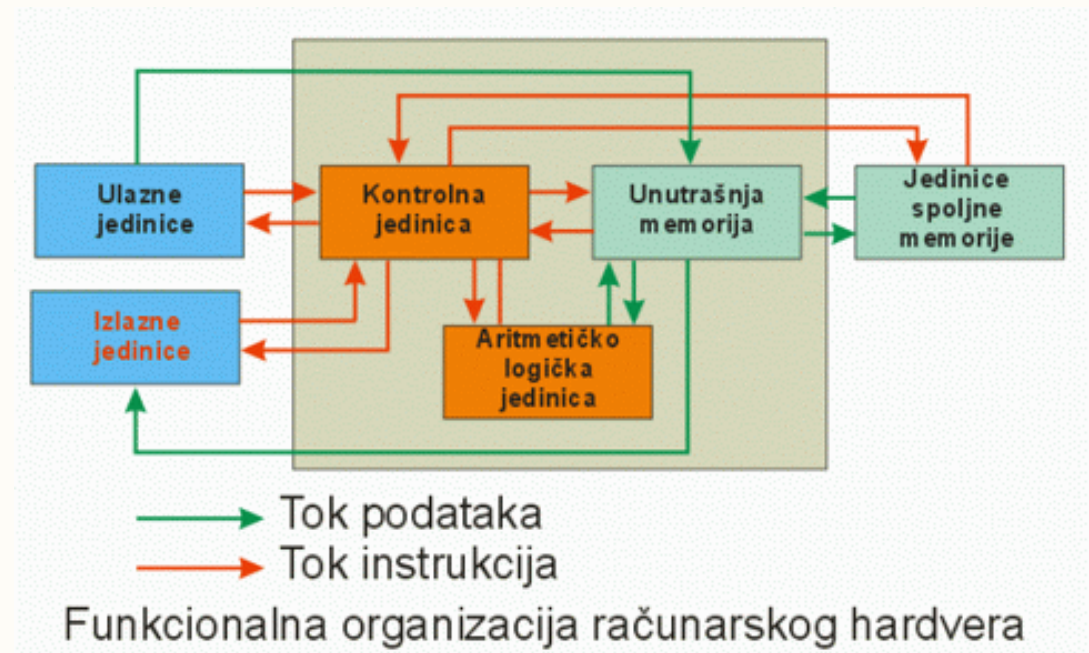 Ulazne
jedinice
Kontrolna
jedinica
Unutrašnja
memorija
Jedinice
spoljne
memorije
Izlazne
jedinice
Aritmetičko
logička
jedinica
Tok podataka
Tok instrukcija
Funkcionalna organizacija računarskog hardvera